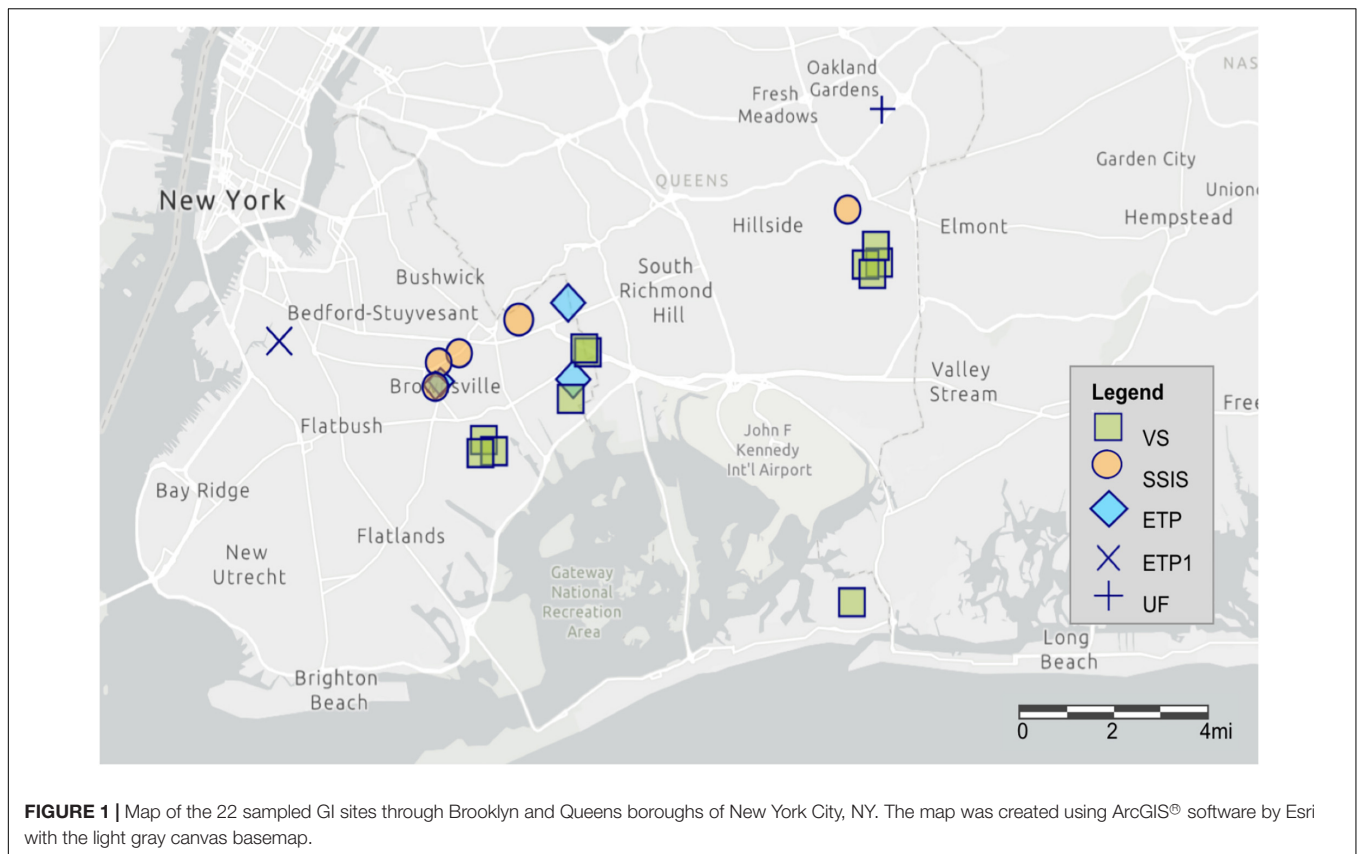 Oakland
Gardens
Fresh
Meadows
NAS
Garden City
QUEENS
Union
New York
Hempstead
Hillside
Elmont
Bushwick
South
Richmond
Hill
Bedford-Stuyvesant
Valley
Stream
Brownsville
Flatbush
Free
John F
Kennedy
Int'l Airport
Bay Ridge
Flatlands
New
Utrecht
Gateway
National
Recreation
Area
Long
Beach
Brighton
Beach
Legend
VS
SSIS
ETP
ETP1
UF
0 2 4mi
FIGURE 1 | Map of the 22 sampled GI sites through Brooklyn and Queens boroughs of New York City, NY. The map was created using ArcGIS® software by Esri
with the light gray canvas basemap.